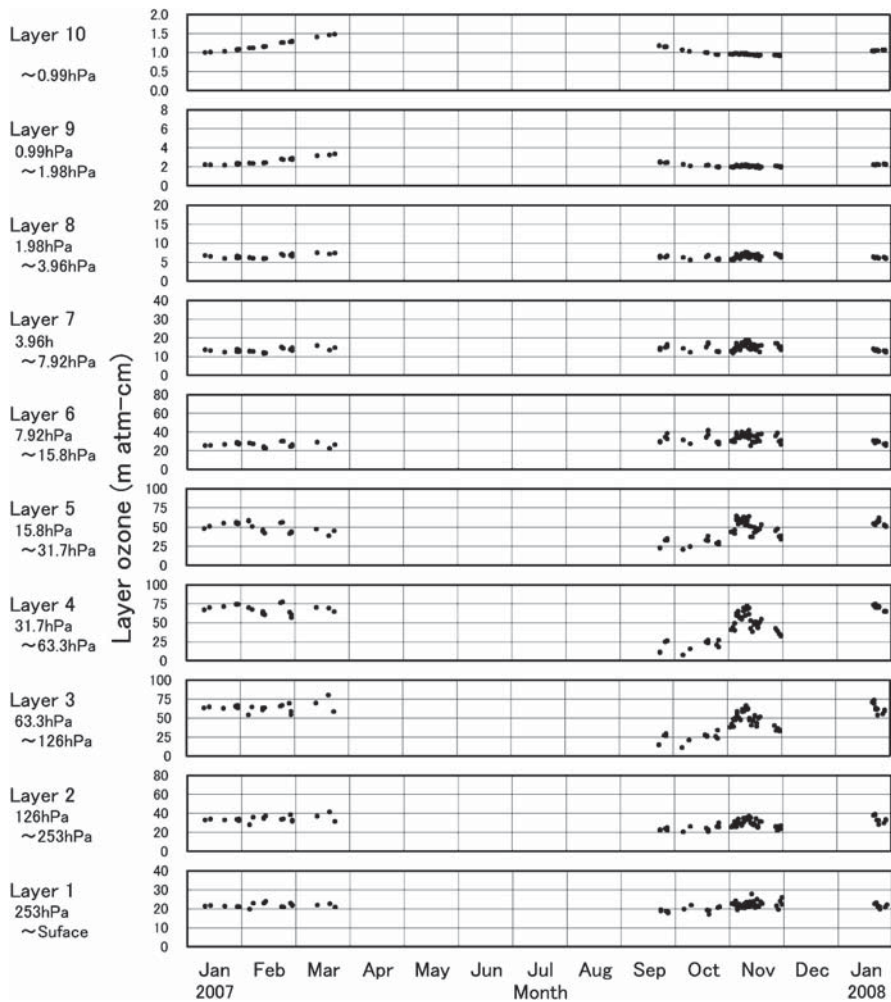 Layer 10
～0.99hPa
2.0
1.5
1.0
0.5
0.0
Layer 9
0.99hPa
～1.98hPa
8
6
4
2
0
Layer 8
1.98hPa
～3.96hPa
20
15
10
5
0
Layer 7
3.96h
～7.92hPa
40
30
20
10
0
Layer 6
7.92hPa
～15.8hPa
80
60
40
20
0
Layer 5
15.8hPa
～31.7hPa
100
75
50
25
0
Layer 4
31.7hPa
～63.3hPa
100
75
50
25
0
Layer 3
63.3hPa
～126hPa
100
75
50
25
0
Layer 2
126hPa
～253hPa
80
60
40
20
0
Layer 1
253hPa
～Suface
40
30
20
10
0
Layer ozone (m atm-cm)
Jan Feb Mar Apr May Jun Jul Aug Sep Oct Nov Dec Jan
2007 Month 2008